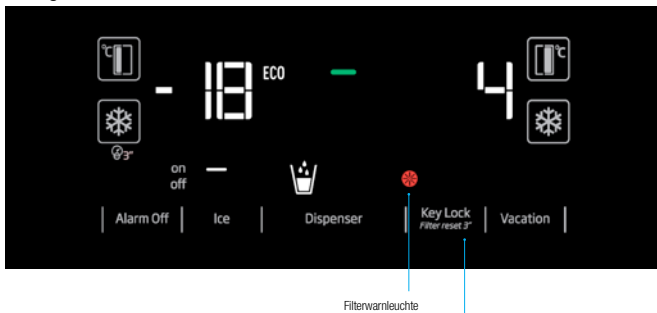 °C
°C
-18
ECO
4
3"
on
off
Alarm Off
Ice
Dispenser
Key Lock
Filter reset 3"
Vacation
Filterwarnleuchte